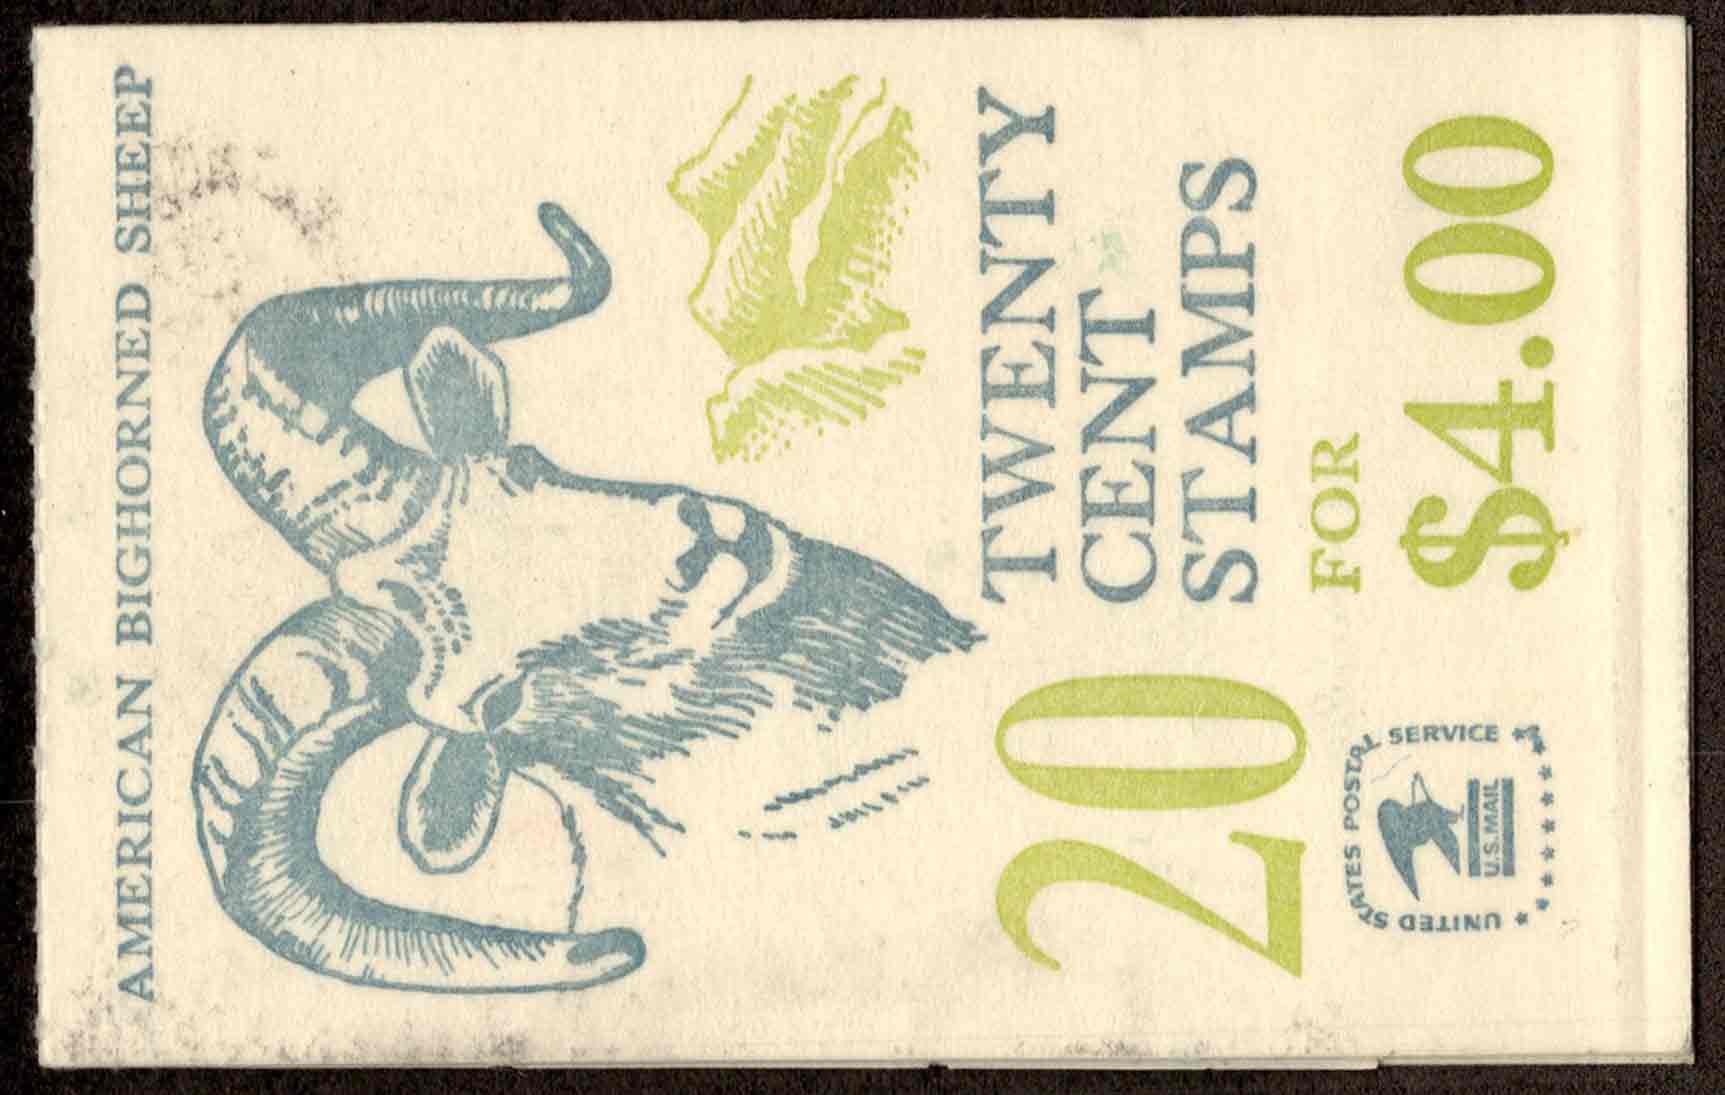 AMERICAN BIGHORNED SHEEP
20
TWENTY
CENT
STAMPS
FOR
$4.00
UNITED STATES POSTAL SERVICE
U.S.MAIL